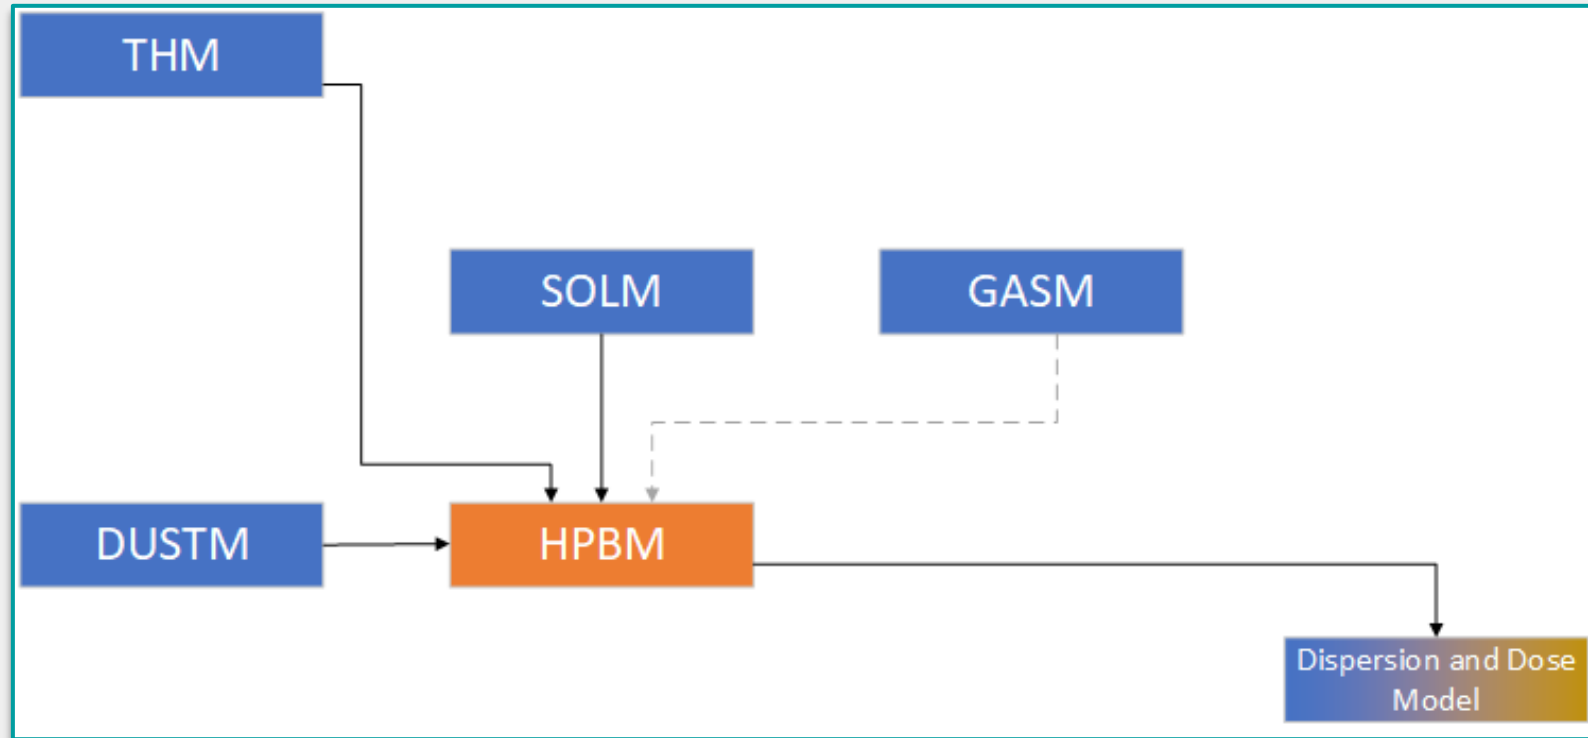 THM
SOLM
GASM
DUSTM
HPBM
Dispersion and Dose
Model